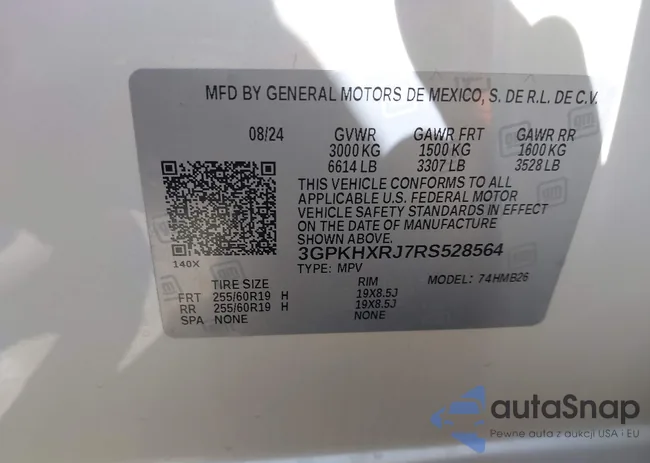 MFD BY GENERAL MOTORS DE MEXICO, S. DE R.L. DE C.V.
08/24 GVWR GAWR FRT GAWR RR
3000 KG 1500 KG 1600 KG
6614 LB 3307 LB 3528 LB
THIS VEHICLE CONFORMS TO ALL
APPLICABLE U.S. FEDERAL MOTOR
VEHICLE SAFETY STANDARDS IN EFFECT
ON THE DATE OF MANUFACTURE
SHOWN ABOVE.
3GPKHXRJ7RS528564
140X TYPE: MPV MODEL: 74HMB26
TIRE SIZE RIM
FRT 255/60R19 H 19X8.5J
RR 255/60R19 H 19X8.5J
SPA NONE NONE
gm
autaSnap
Pewne auta z aukcji USA i EU